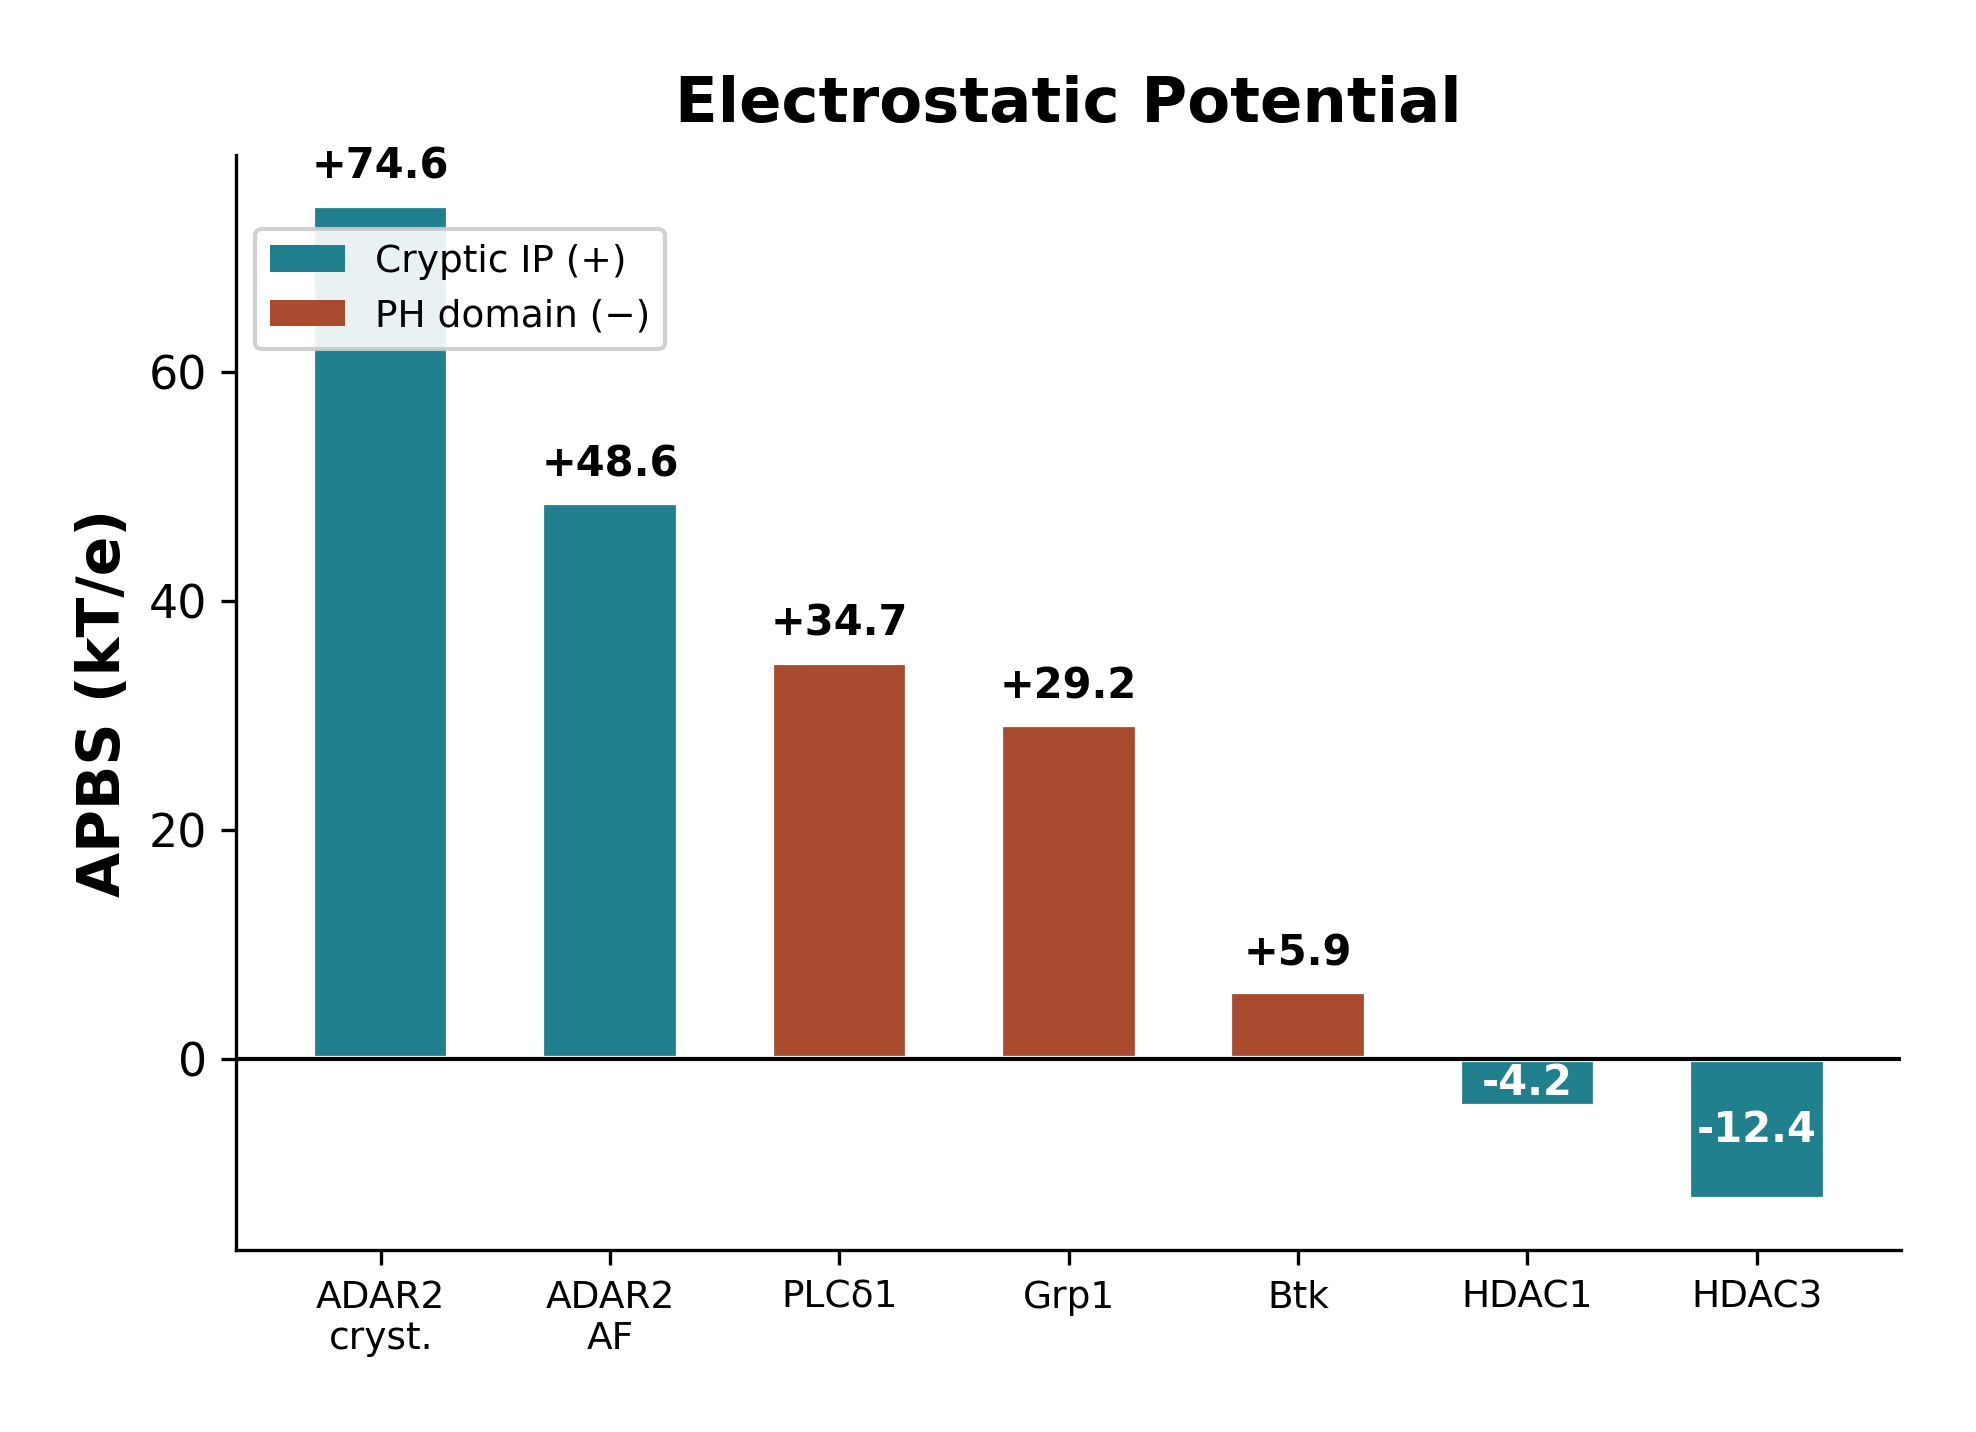 Electrostatic Potential
+74.6
Cryptic IP (+)
PH domain (−)
+48.6
+34.7
+29.2
+5.9
-4.2
-12.4
APBS (kT/e)
60
40
20
0
ADAR2
cryst.
ADAR2
AF
PLCδ1
Grp1
Btk
HDAC1
HDAC3